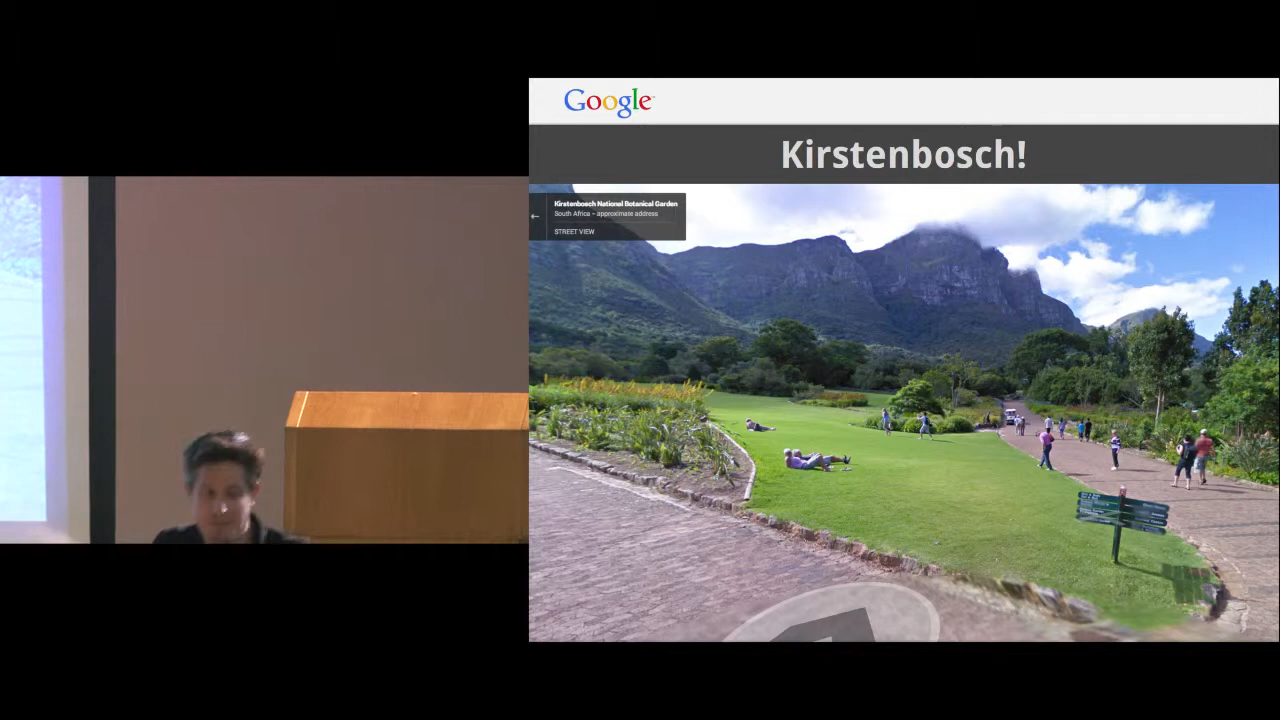 Google
Kirstenbosch!
Kirstenbosch National Botanical Garden
South Africa – approximate address
STREET VIEW